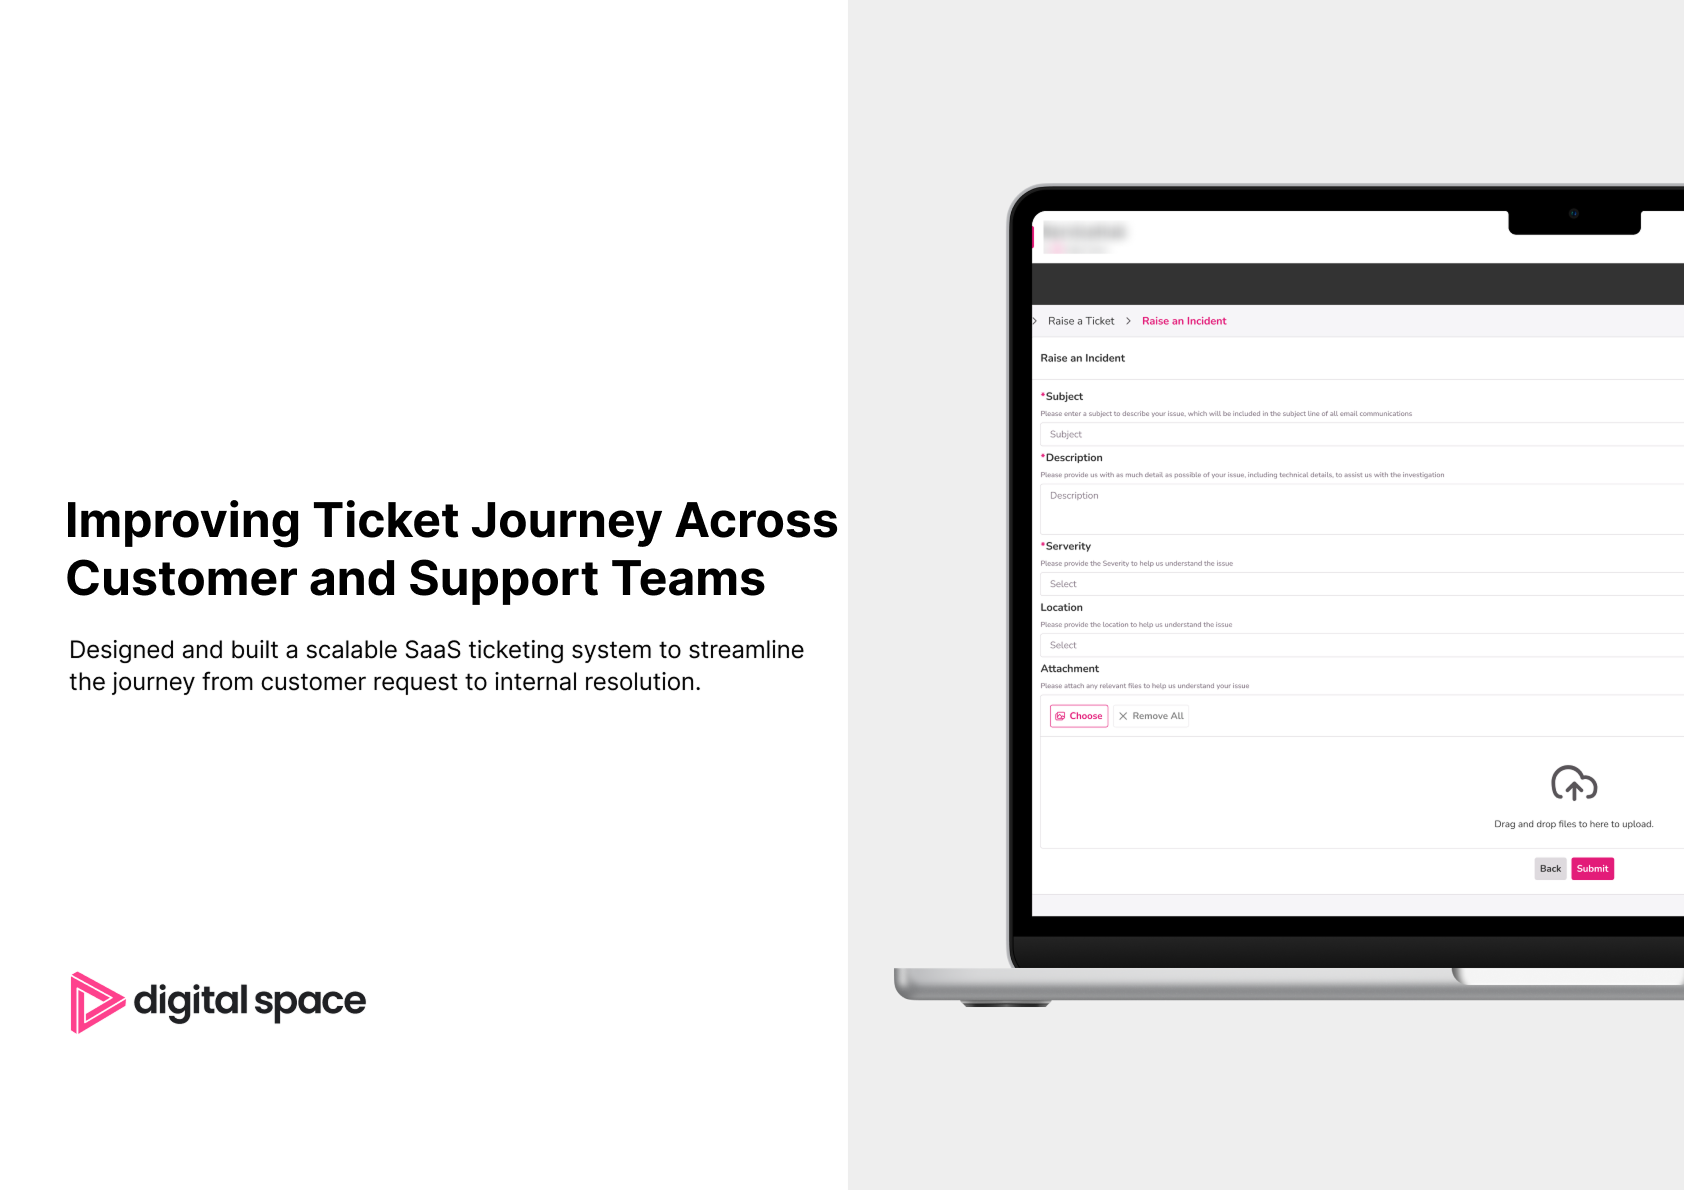 Improving Ticket Journey Across
Customer and Support Teams
Designed and built a scalable SaaS ticketing system to streamline
the journey from customer request to internal resolution.
digital space
Raise a Ticket > Raise an Incident
Raise an Incident
*Subject
Please enter a subject to describe your issue, which will be included in the subject line of all email communications
Subject
*Description
Please provide us with as much detail as possible of your issue, including technical details, to assist us with the investigation
Description
*Serverity
Please provide the Severity to help us understand the issue
Select
Location
Please provide the location to help us understand the issue
Select
Attachment
Please attach any relevant files to help us understand your issue
Choose Remove All
Drag and drop files to here to upload.
Back Submit